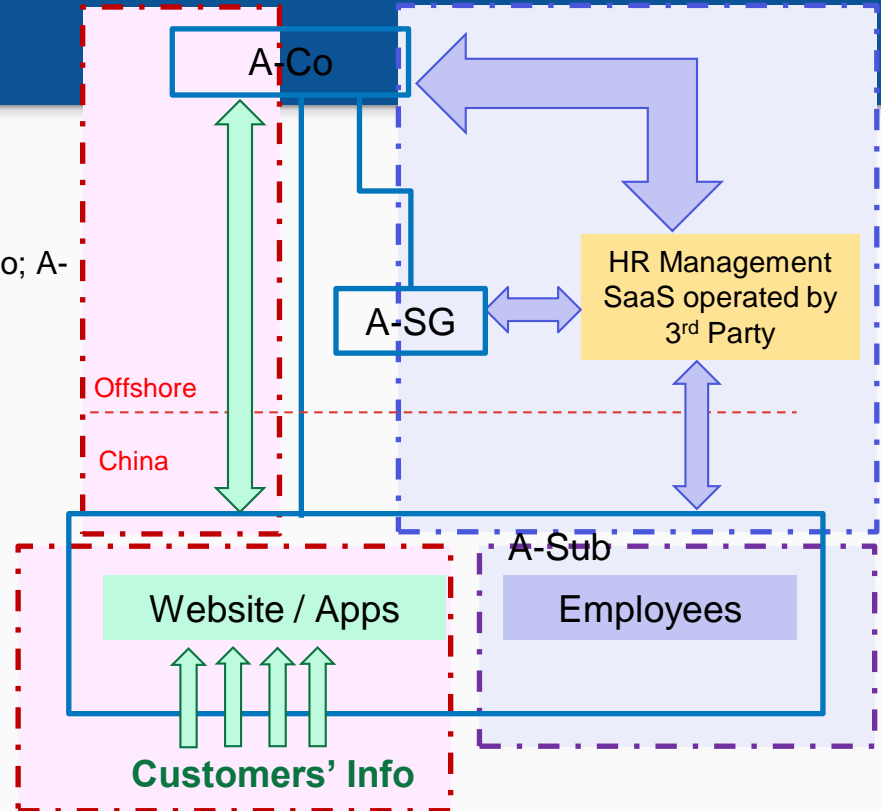 A-Co
o; A-
HR Management
SaaS operated by
3rd Party
A-SG
Offshore
China
A-Sub
Website / Apps
Employees
Customers’ Info